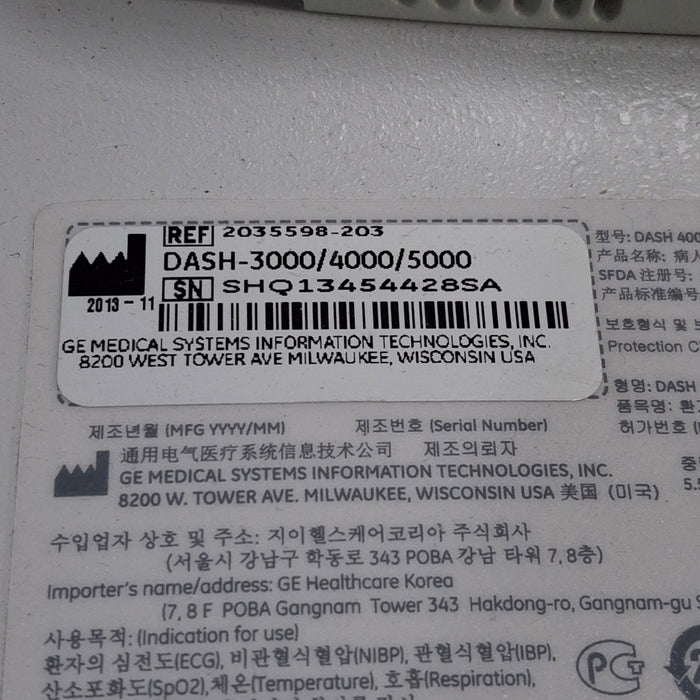 REF 2035598-203
DASH-3000/4000/5000
SN SHQ13454428SA
2013-11
GE MEDICAL SYSTEMS INFORMATION TECHNOLOGIES, INC.
8200 WEST TOWER AVE MILWAUKEE, WISCONSIN USA
型号: DASH 400
产品名称: 病人
SFDA 注册号:
产品标准编号
보호형식 및 보
Protection C
형명: DASH
품목명: 환자
허가번호
제조년월 (MFG YYYY/MM) 제조번호 (Serial Number)
通用电气医疗系统信息技术公司 제조의뢰자
GE MEDICAL SYSTEMS INFORMATION TECHNOLOGIES, INC.
8200 W. TOWER AVE. MILWAUKEE, WISCONSIN USA 美国 (미국)
5.5
수입업자 상호 및 주소: 지이헬스케어코리아 주식회사
(서울시 강남구 학동로 343 POBA 강남 타워 7, 8층)
Importer's name/address: GE Healthcare Korea
(7, 8 F POBA Gangnam Tower 343 Hakdong-ro, Gangnam-gu
사용목적: (Indication for use)
환자의 심전도(ECG), 비관혈식혈압(NIBP), 관혈식혈압(IBP),
산소포화도(SpO2),체온(Temperature), 호흡(Respiration),